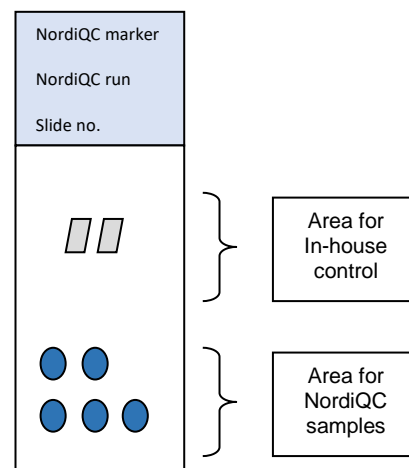 NordiQC marker
NordiQC run
Slide no.
Area for
In-house
control
Area for
NordiQC
samples